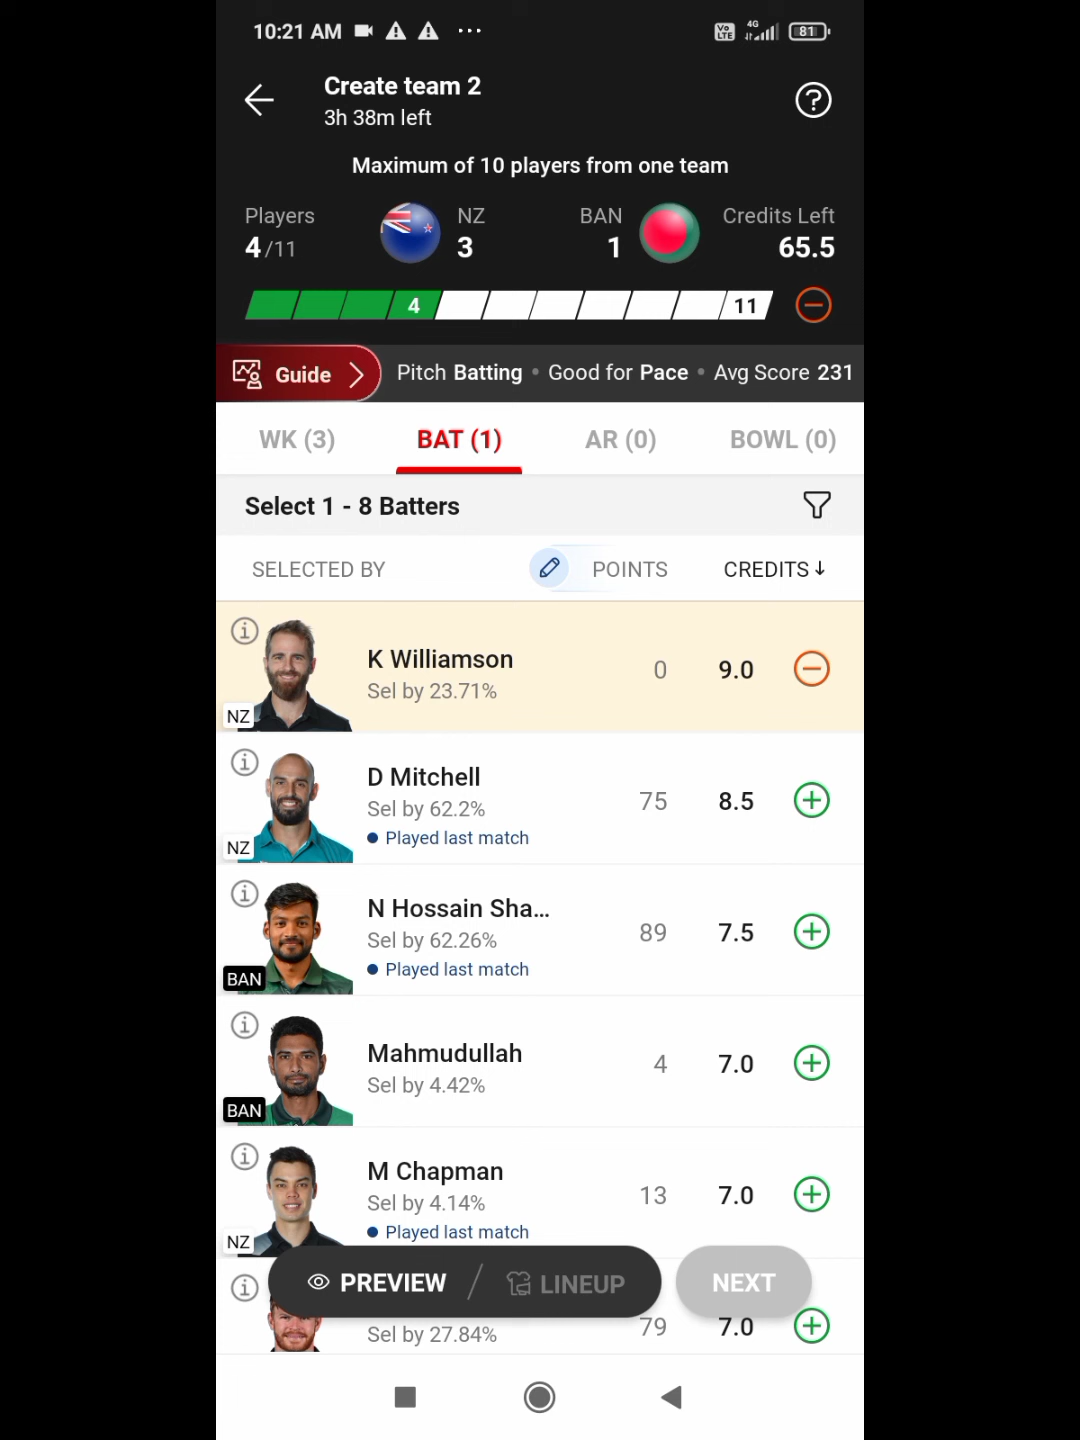 10:21 AM
Vo LTE 4G 81
Create team 2
3h 38m left
Maximum of 10 players from one team
Players NZ BAN Credits Left
4/11 3 1 65.5
4 11
Guide Pitch Batting • Good for Pace • Avg Score 231
WK (3) BAT (1) AR (0) BOWL (0)
Select 1 - 8 Batters
SELECTED BY POINTS CREDITS↓
K Williamson 0 9.0
Sel by 23.71%
NZ
D Mitchell 75 8.5
Sel by 62.2%
Played last match
NZ
N Hossain Sha... 89 7.5
Sel by 62.26%
Played last match
BAN
Mahmudullah 4 7.0
Sel by 4.42%
BAN
M Chapman 13 7.0
Sel by 4.14%
Played last match
NZ
PREVIEW / LINEUP NEXT
Sel by 27.84% 79 7.0